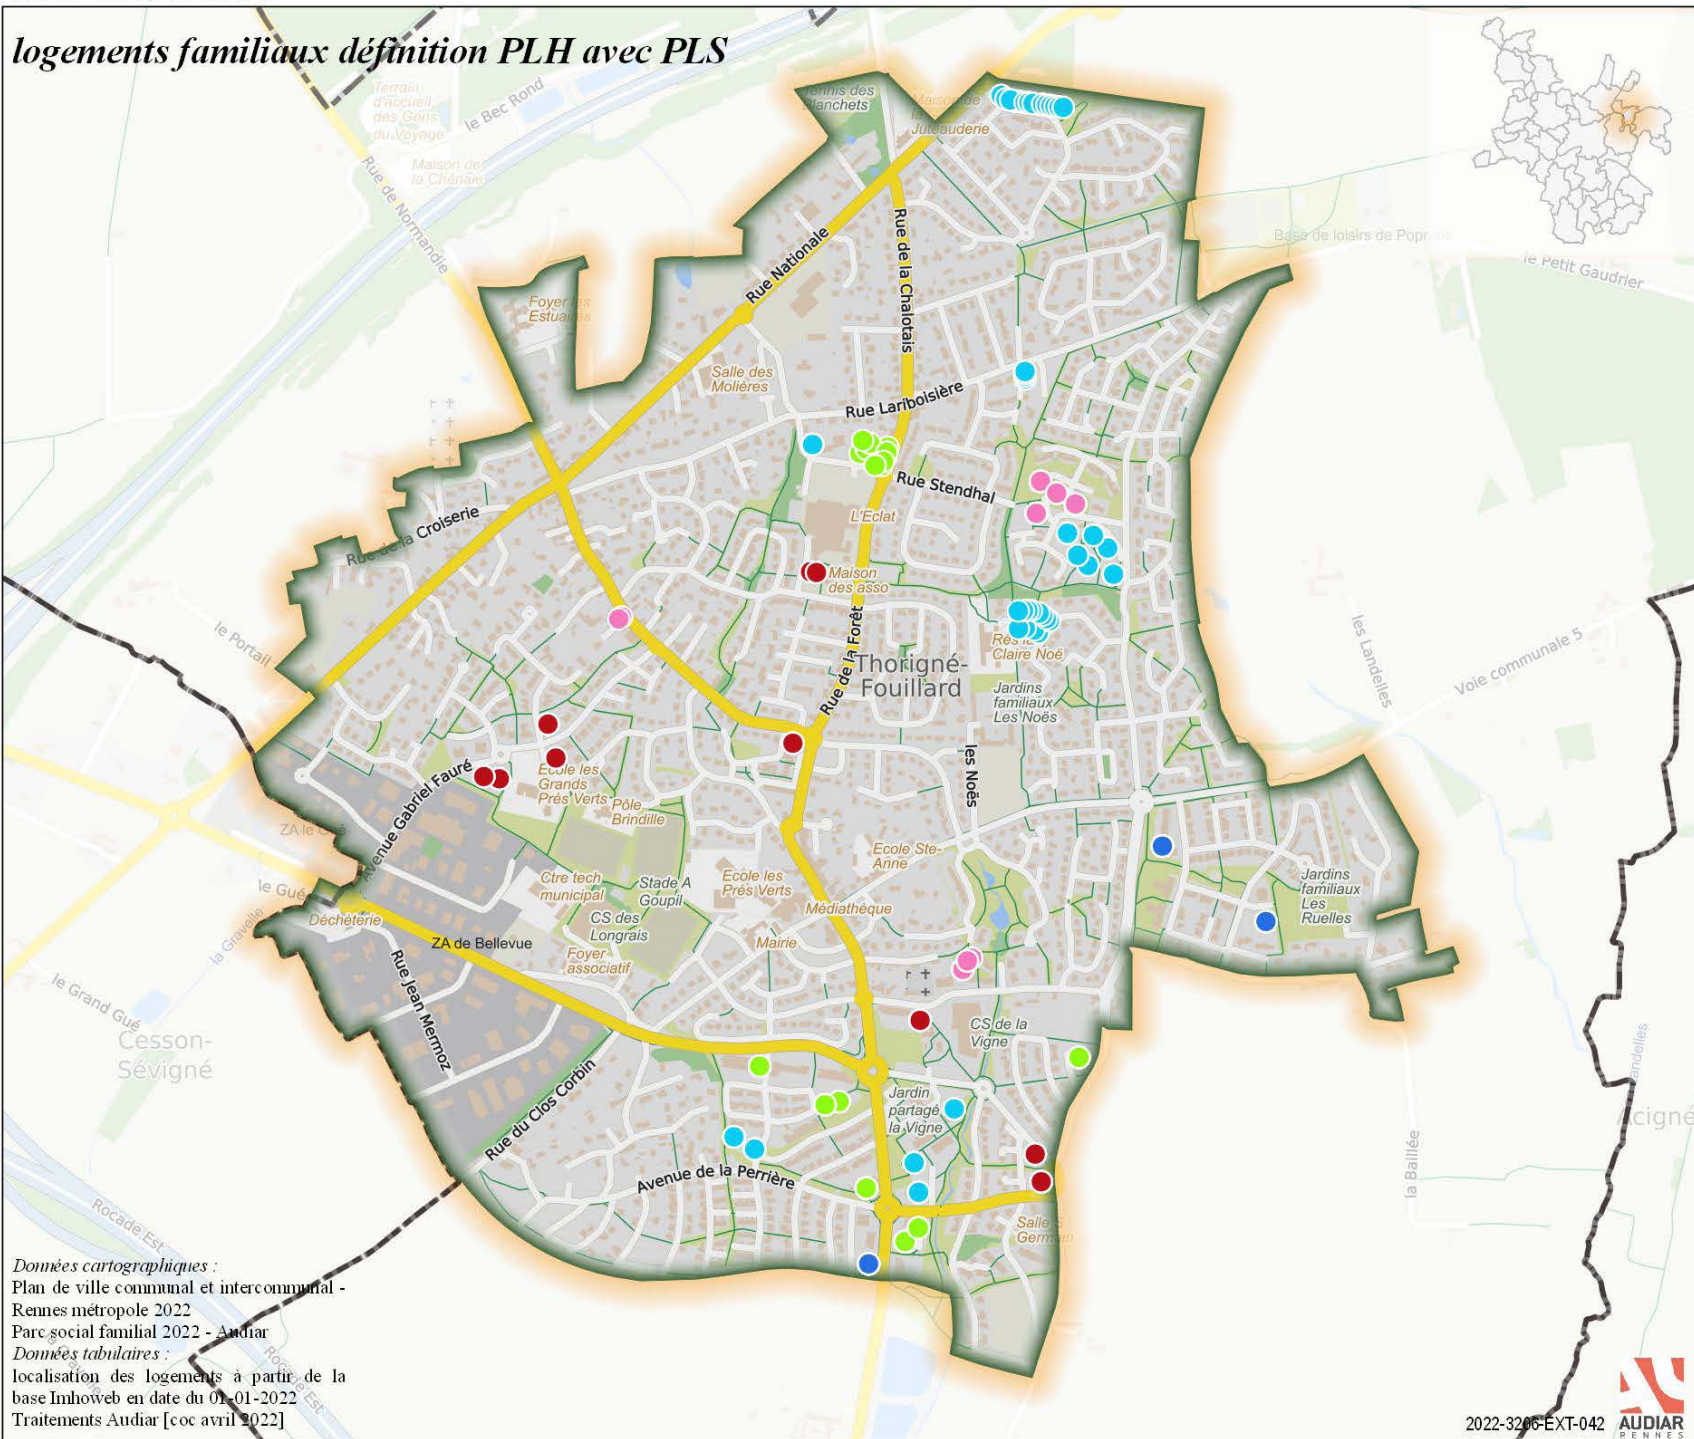 logements familiaux définition PLH avec PLS
Terrain
d'accueil
des Gens
du Voyage
le Bec Rond
Maison de
la Chênaie
Rue de Normandie
Tennis des
Blanchets
Maison de
la Juteauderie
Rue Nationale
Rue de la Chalotais
Base de loisirs de
le Petit Gaudrier
Foyer les
Estuaires
Salle des
Molières
Rue Lariboisière
Rue Stendhal
L'Eclat
Rue de la Croiserie
Maison
des asso
le Portail
Rue de la Forêt
Thorigné-
Fouillard
Claire Noë
Jardins
familiaux
Les Noës
les Landelles
Voie communale 5
les Noës
Avenue Gabriel Fauré
Ecole les
Grands
Prés Verts
Pôle
Brindille
ZA le Gué
le Gué
Déchèterie
la Gravelle
Ctre tech
municipal
Stade A
Goupil
CS des
Longrais
Foyer
associatif
Ecole les
Prés Verts
Ecole Ste-
Anne
Médiathèque
Mairie
Jardins
familiaux
Les
Ruelles
ZA de Bellevue
Rue Jean Mermoz
le Grand Gué
Cesson-
Sévigné
CS de la
Vigne
Rue du Clos Corbin
Jardin
partagé
la Vigne
Avenue de la Perrière
la Baillée
Acigné
Salle S
Germain
Rocade Est
Rocade Est
Données cartographiques :
Plan de ville communal et intercommunal -
Rennes métropole 2022
Parc social familial 2022 - Audiar
Données tabulaires :
localisation des logements à partir de la
base Imhoweb en date du 01-01-2022
Traitements Audiar [coc avril 2022]
2022-3206-EXT-042
AUDIAR
RENNES